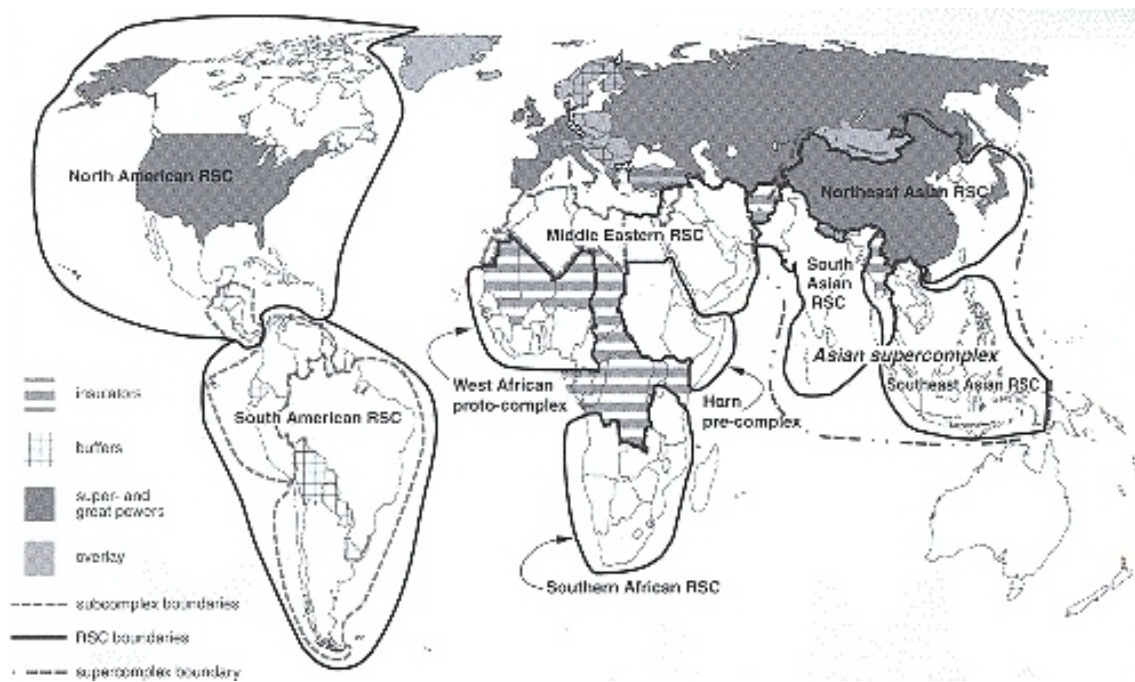 North American RSC
Northeast Asian RSC
Middle Eastern RSC
South
Asian
RSC
Asian supercomplex
Southeast Asian RSC
West African
proto-complex
Horn
pre-complex
South American RSC
Southern African RSC
insulators
buffers
super- and
great powers
overlay
subcomplex boundaries
RSC boundaries
supercomplex boundary